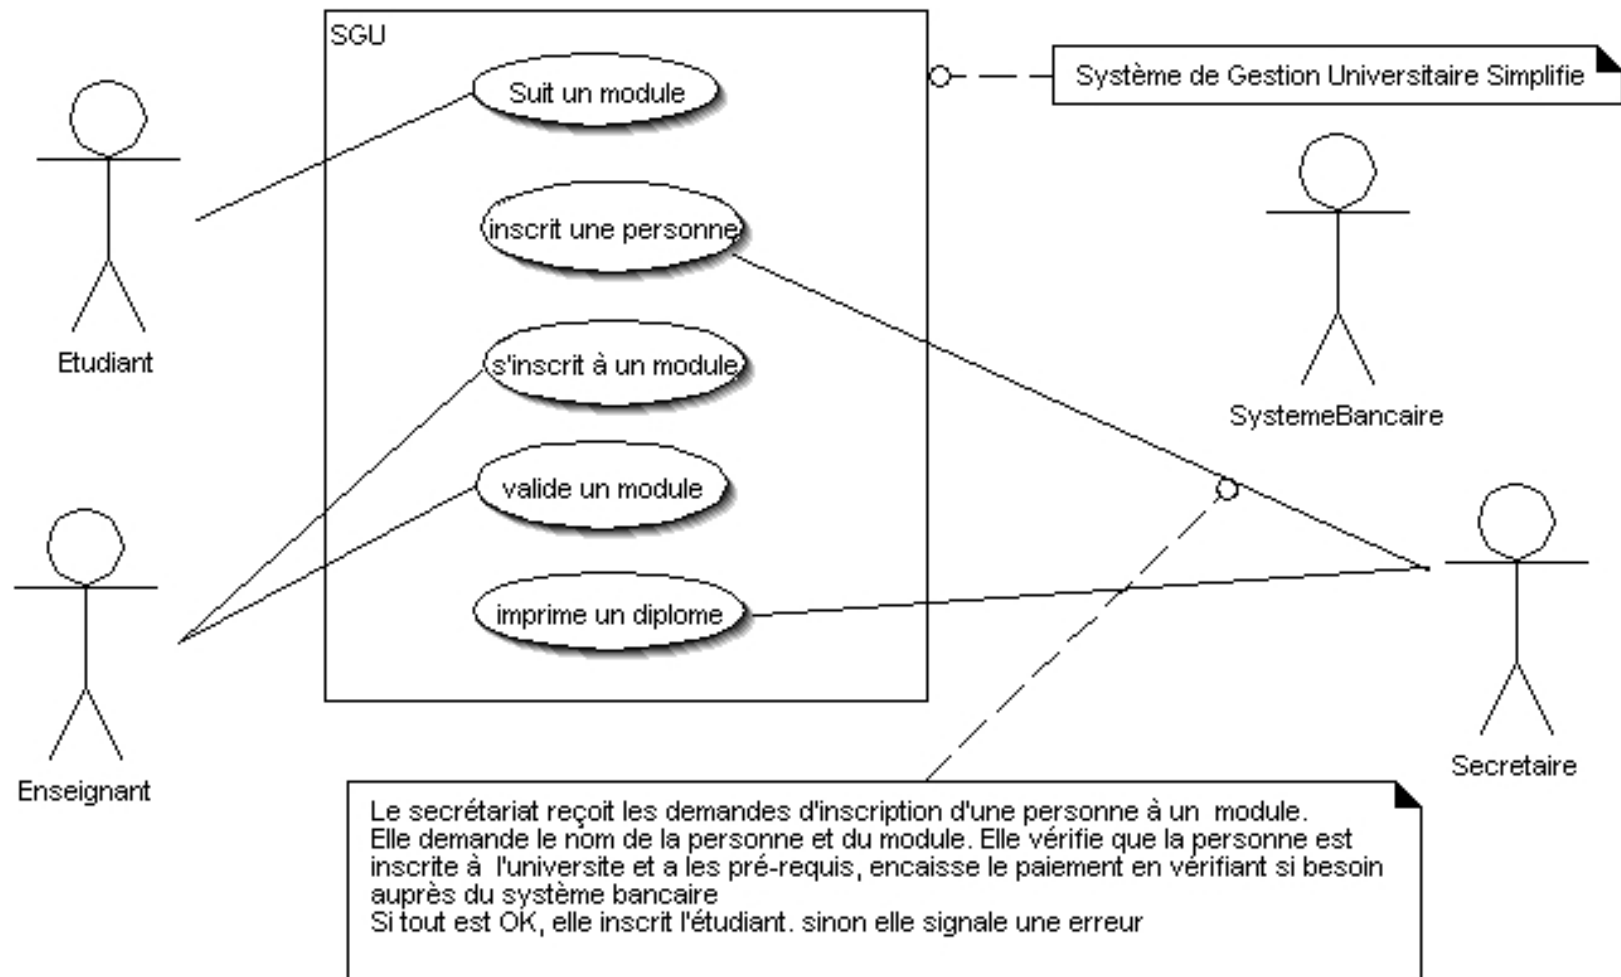 SGU
Système de Gestion Universitaire Simplifie
Suit un module
inscrit une personne
s'inscrit à un module
valide un module
imprime un diplome
Etudiant
SystemeBancaire
Enseignant
Secretaire
Le secrétariat reçoit les demandes d'inscription d'une personne à un module.
Elle demande le nom de la personne et du module. Elle vérifie que la personne est
inscrite à l'universite et a les pré-requis, encaisse le paiement en vérifiant si besoin
auprès du système bancaire
Si tout est OK, elle inscrit l'étudiant. sinon elle signale une erreur